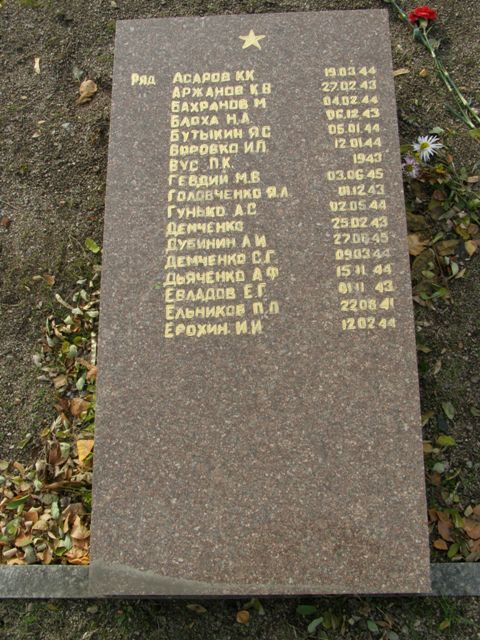 Ряд Асаров К.К. 19.03.44
Аржанов К.В. 27.02.43
Бахранов М. 04.02.44
Блоха Н.А. 06.12.43
Бутыкин Я.С. 05.01.44
Воровко И.П. 12.01.44
Вус П.К. 1943
Гевдий М.В. 03.06.45
Головченко Я.Л. 01.12.43
Гунько А.С. 02.05.44
Демченко 25.02.43
Дубинин Л.И. 27.06.45
Демченко С.Г. 09.03.44
Дьяченко А.Ф. 15.11.44
Евладов Е.Г. 01.11.43
Ельников П.П. 22.08.41
Ерохин И.И. 12.02.44